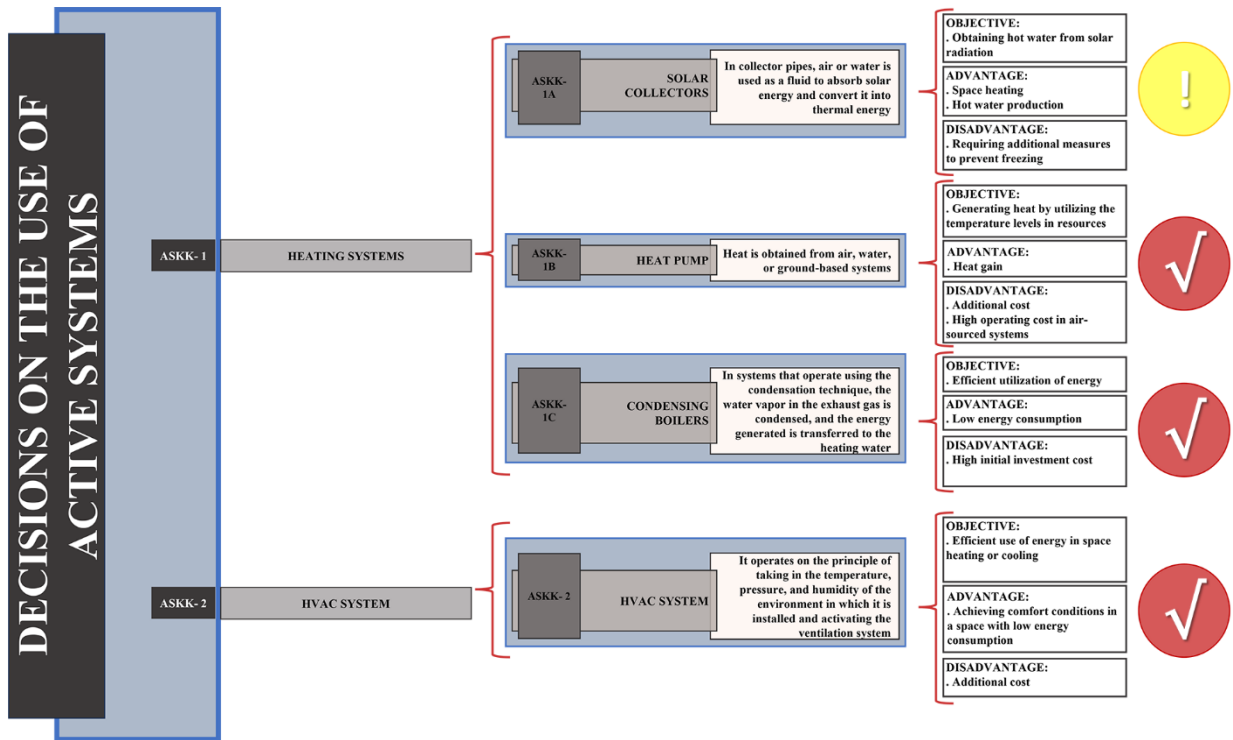 DECISIONS ON THE USE OF
ACTIVE SYSTEMS
ASKK- 1
HEATING SYSTEMS
ASKK-
1A
SOLAR
COLLECTORS
In collector pipes, air or water is
used as a fluid to absorb solar
energy and convert it into
thermal energy
OBJECTIVE:
. Obtaining hot water from solar
radiation
ADVANTAGE:
. Space heating
. Hot water production
DISADVANTAGE:
. Requiring additional measures
to prevent freezing
!
ASKK-
1B
HEAT PUMP
Heat is obtained from air, water,
or ground-based systems
OBJECTIVE:
. Generating heat by utilizing the
temperature levels in resources
ADVANTAGE:
. Heat gain
DISADVANTAGE:
. Additional cost
. High operating cost in air-
sourced systems
√
ASKK-
1C
CONDENSING
BOILERS
In systems that operate using the
condensation technique, the
water vapor in the exhaust gas is
condensed, and the energy
generated is transferred to the
heating water
OBJECTIVE:
. Efficient utilization of energy
ADVANTAGE:
. Low energy consumption
DISADVANTAGE:
. High initial investment cost
√
ASKK- 2
HVAC SYSTEM
ASKK- 2
HVAC SYSTEM
It operates on the principle of
taking in the temperature,
pressure, and humidity of the
environment in which it is
installed and activating the
ventilation system
OBJECTIVE:
. Efficient use of energy in space
heating or cooling
ADVANTAGE:
. Achieving comfort conditions in
a space with low energy
consumption
DISADVANTAGE:
. Additional cost
√